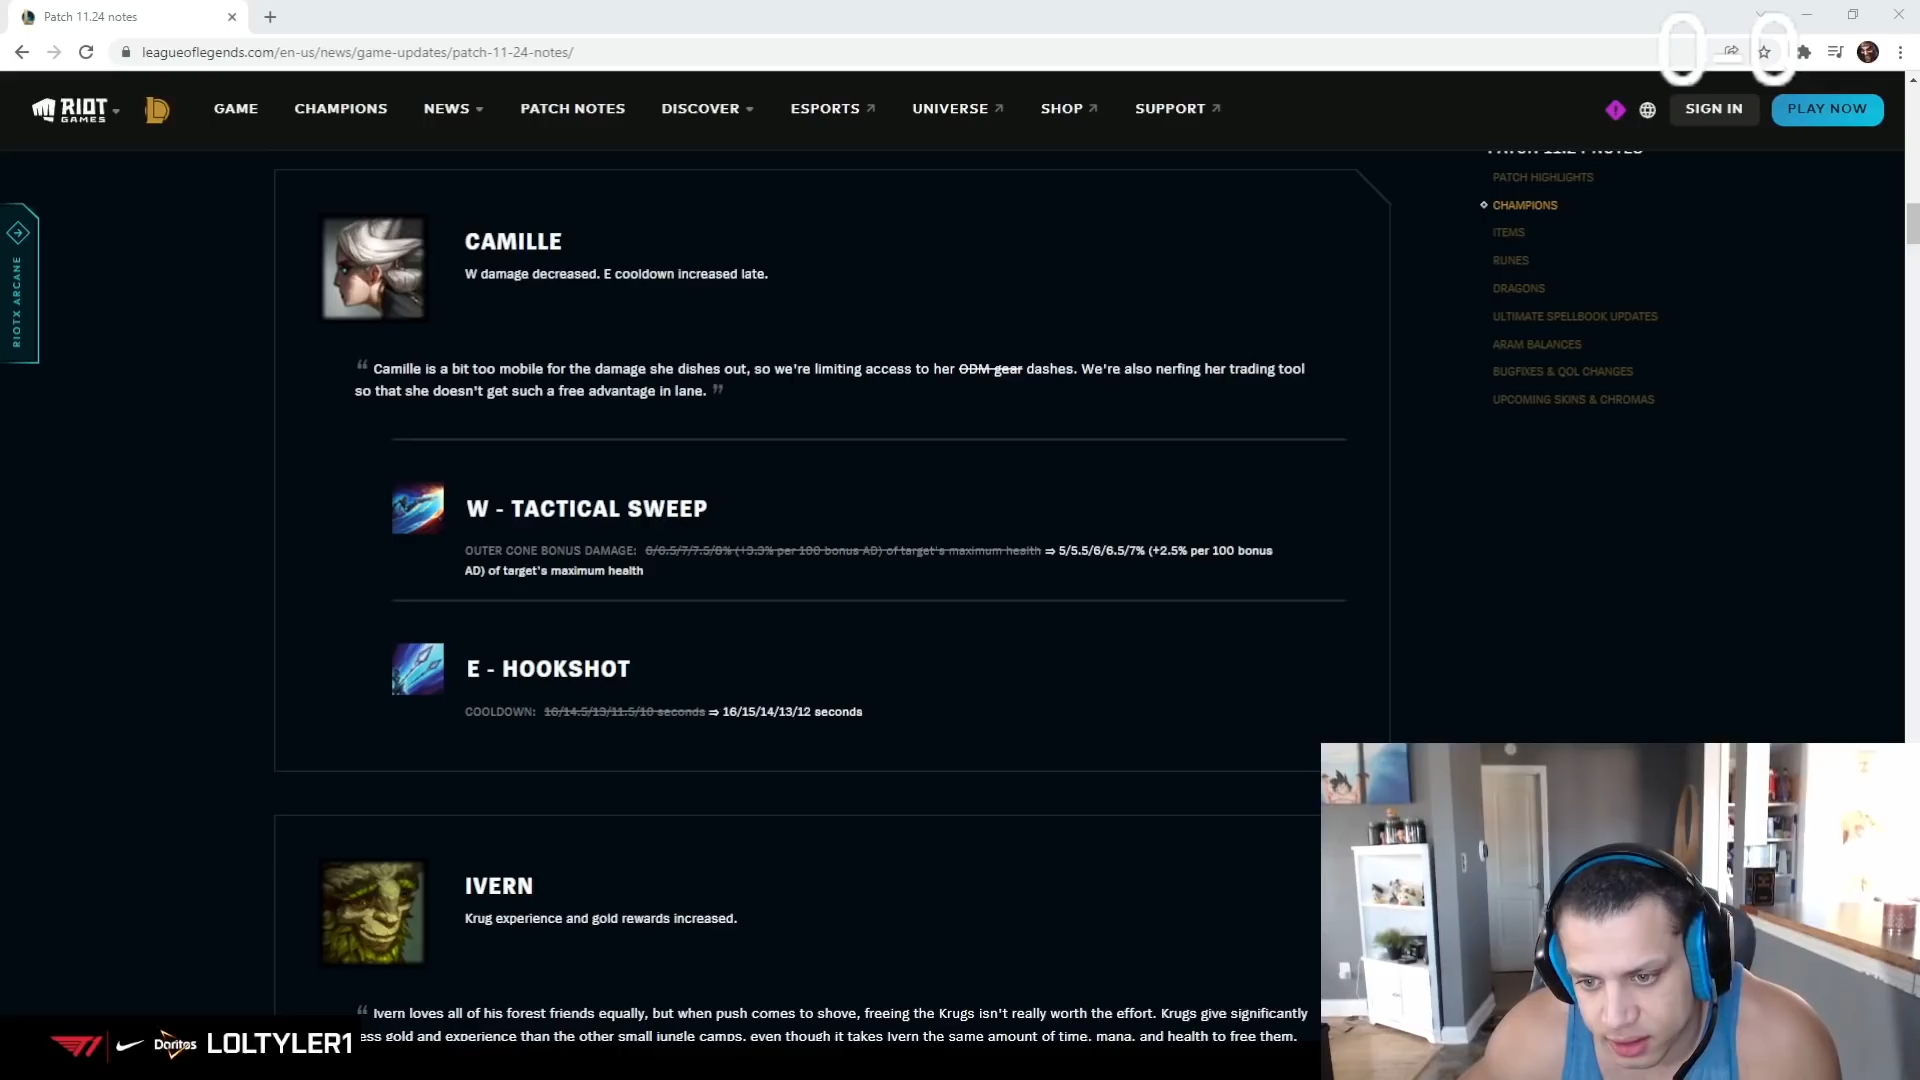 Patch 11.24 notes
leagueoflegends.com/en-us/news/game-updates/patch-11-24-notes/
0-0
RIOT GAMES
GAME
CHAMPIONS
NEWS
PATCH NOTES
DISCOVER
ESPORTS
UNIVERSE
SHOP
SUPPORT
SIGN IN
PLAY NOW
RIOTX ARCANE
PATCH 11.24 NOTES
PATCH HIGHLIGHTS
CHAMPIONS
ITEMS
RUNES
DRAGONS
ULTIMATE SPELLBOOK UPDATES
ARAM BALANCES
BUGFIXES & QOL CHANGES
UPCOMING SKINS & CHROMAS
CAMILLE
W damage decreased. E cooldown increased late.
“ Camille is a bit too mobile for the damage she dishes out, so we're limiting access to her ODM gear dashes. We're also nerfing her trading tool
so that she doesn't get such a free advantage in lane. ”
W - TACTICAL SWEEP
OUTER CONE BONUS DAMAGE: 6/6.5/7/7.5/8% (+3.3% per 100 bonus AD) of target's maximum health ⇒ 5/5.5/6/6.5/7% (+2.5% per 100 bonus
AD) of target's maximum health
E - HOOKSHOT
COOLDOWN: 16/14.5/13/11.5/10 seconds ⇒ 16/15/14/13/12 seconds
IVERN
Krug experience and gold rewards increased.
“ Ivern loves all of his forest friends equally, but when push comes to shove, freeing the Krugs isn't really worth the effort. Krugs give significantly
ess gold and experience than the other small jungle camps, even though it takes Ivern the same amount of time, mana, and health to free them.
T1
Doritos
LOLTYLER1